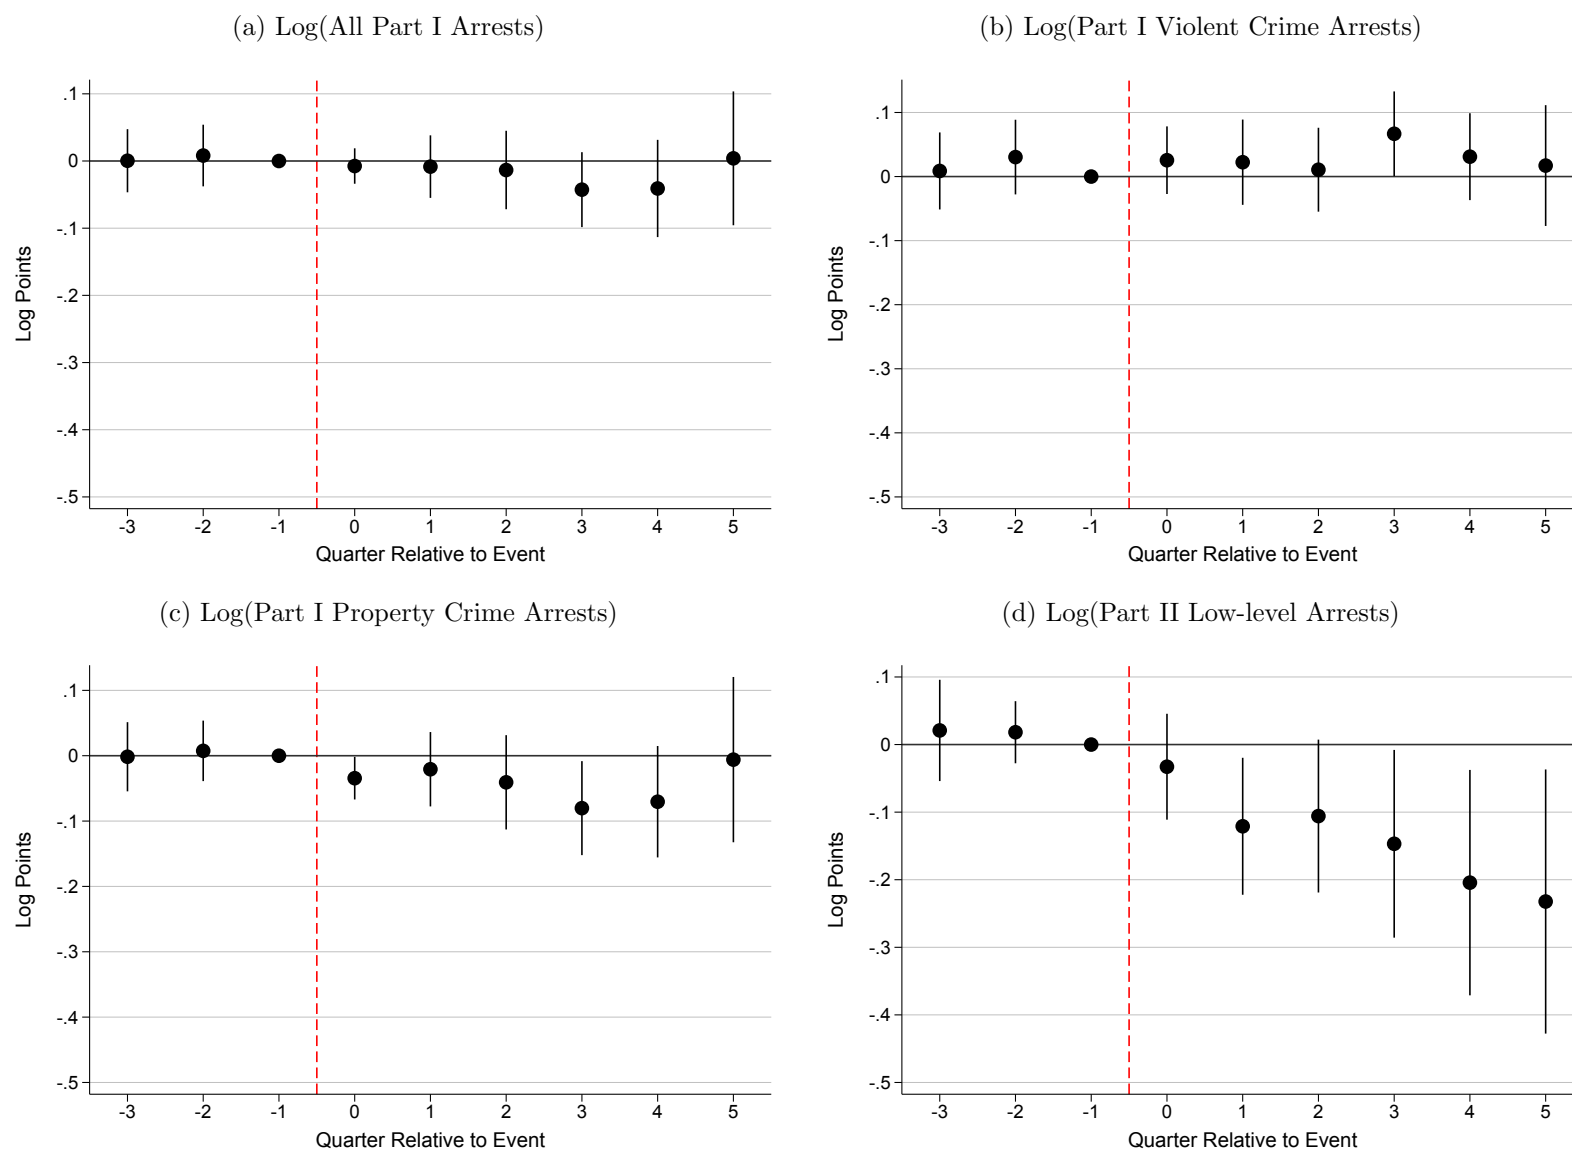 (a) Log(All Part I Arrests)
.1
0
-.1
-.2
-.3
-.4
-.5
Log Points
-3 -2 -1 0 1 2 3 4 5
Quarter Relative to Event
(b) Log(Part I Violent Crime Arrests)
.1
0
-.1
-.2
-.3
-.4
-.5
Log Points
-3 -2 -1 0 1 2 3 4 5
Quarter Relative to Event
(c) Log(Part I Property Crime Arrests)
.1
0
-.1
-.2
-.3
-.4
-.5
Log Points
-3 -2 -1 0 1 2 3 4 5
Quarter Relative to Event
(d) Log(Part II Low-level Arrests)
.1
0
-.1
-.2
-.3
-.4
-.5
Log Points
-3 -2 -1 0 1 2 3 4 5
Quarter Relative to Event